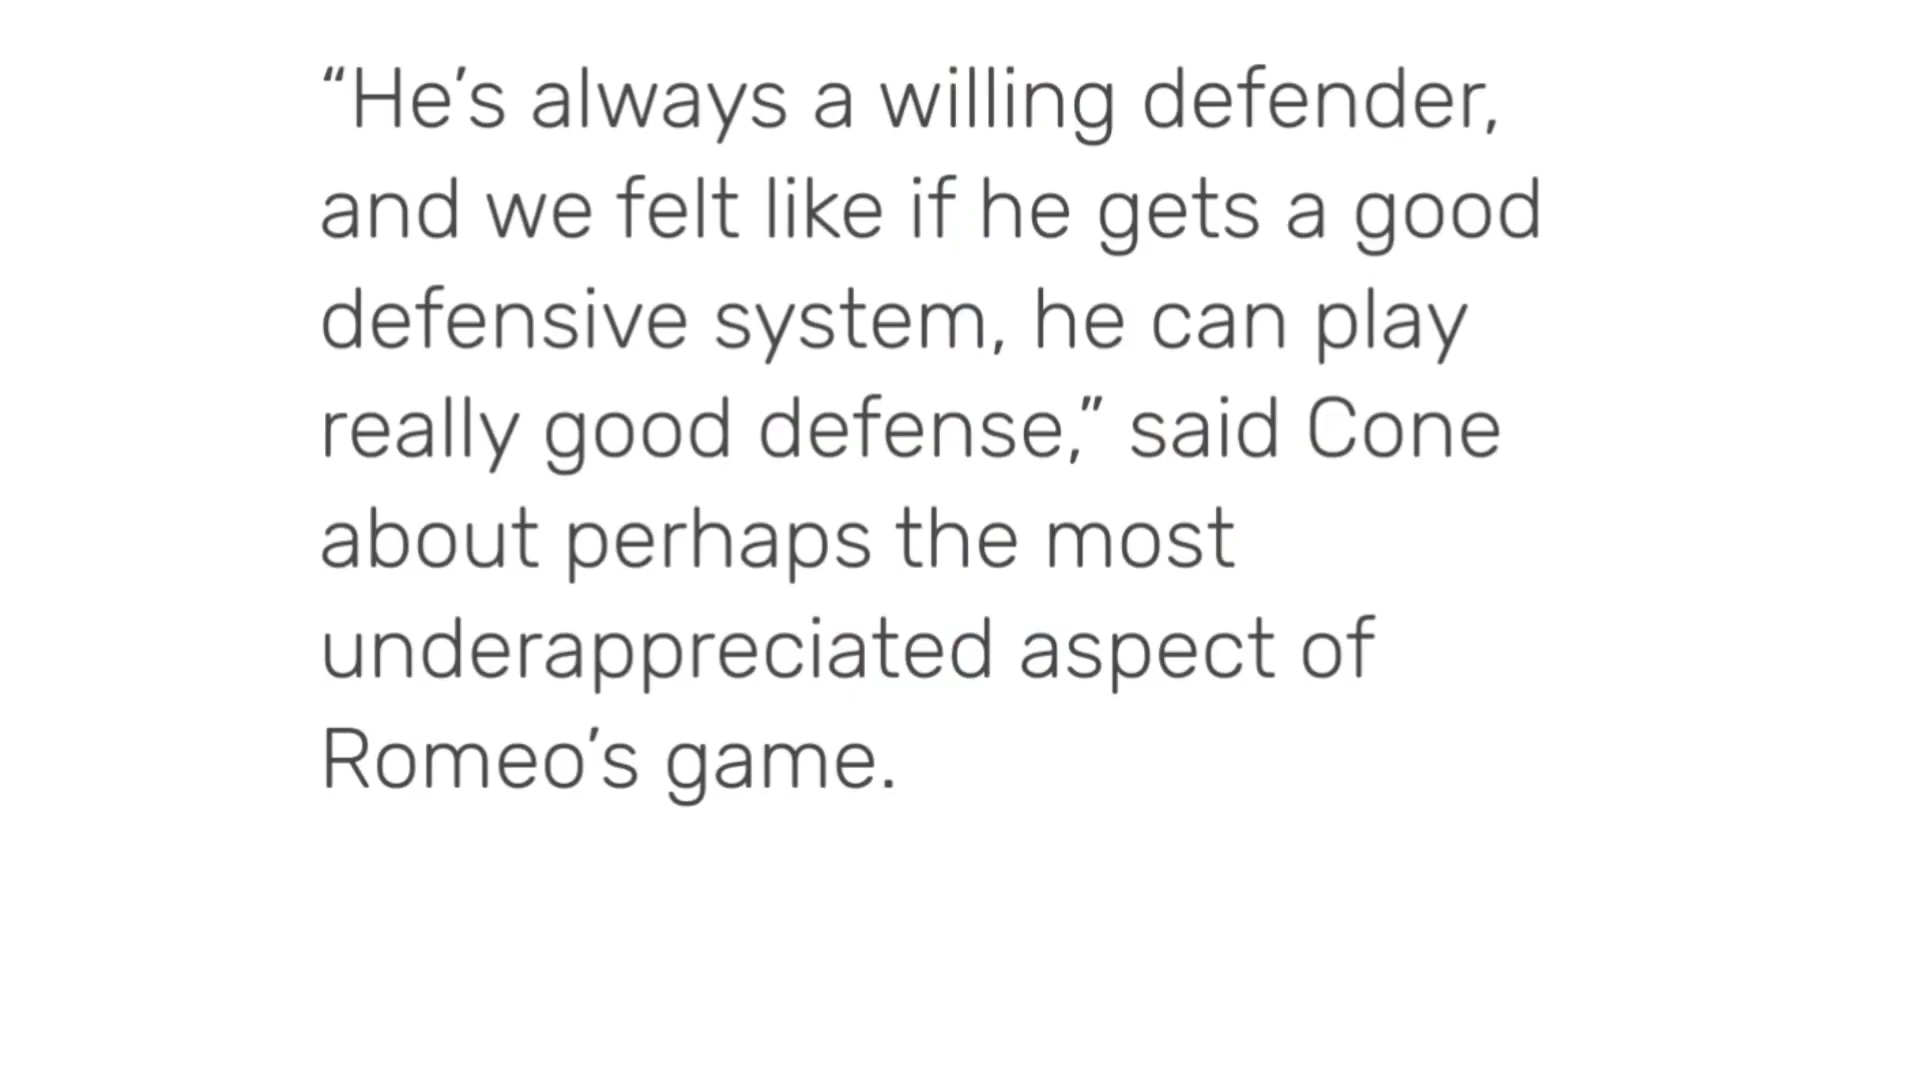 “He’s always a willing defender,
and we felt like if he gets a good
defensive system, he can play
really good defense,” said Cone
about perhaps the most
underappreciated aspect of
Romeo’s game.